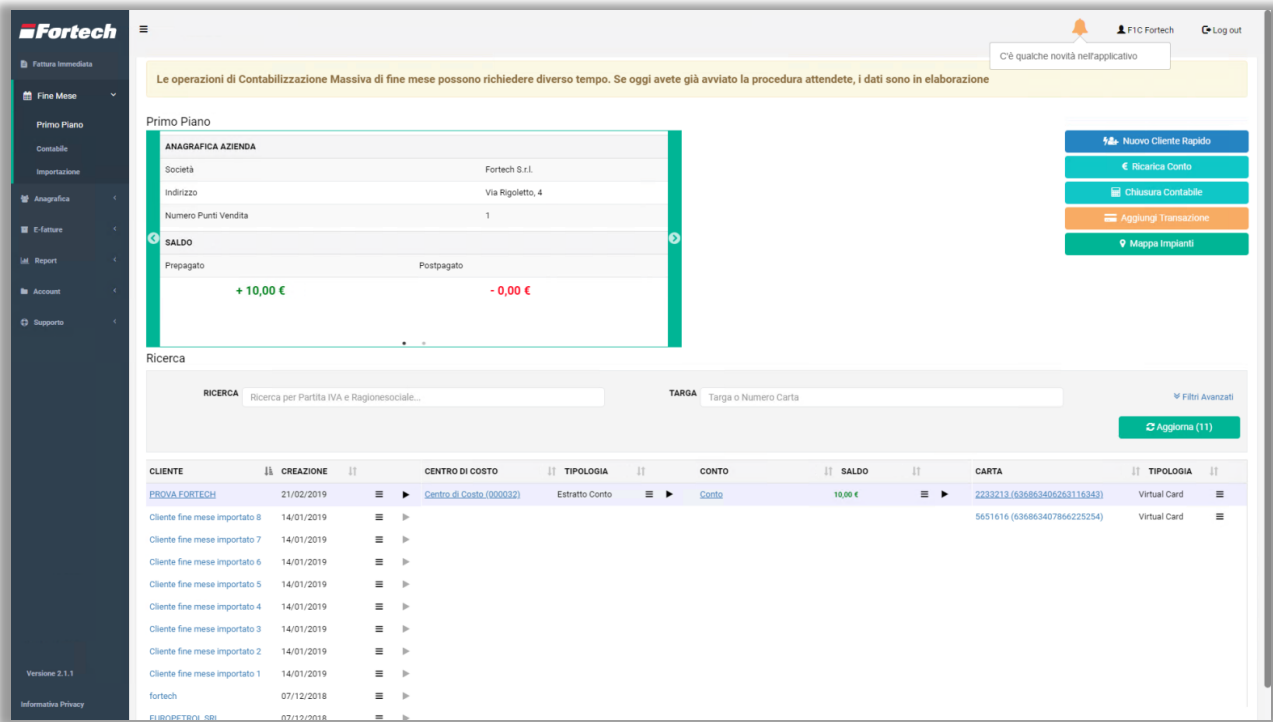 Fortech
F1C Fortech
Log out
C'è qualche novità nell'applicativo
Fattura Immediata
Fine Mese
Primo Piano
Contabile
Importazione
Anagrafica
E-fatture
Report
Account
Supporto
Versione 2.1.1
Informativa Privacy
Le operazioni di Contabilizzazione Massiva di fine mese possono richiedere diverso tempo. Se oggi avete già avviato la procedura attendete, i dati sono in elaborazione
Primo Piano
ANAGRAFICA AZIENDA
Società Fortech S.r.l.
Indirizzo Via Rigoletto, 4
Numero Punti Vendita 1
SALDO
Prepagato Postpagato
+ 10,00 € - 0,00 €
Nuovo Cliente Rapido
€ Ricarica Conto
Chiusura Contabile
Aggiungi Transazione
Mappa Impianti
Ricerca
RICERCA Ricerca per Partita IVA e Ragionesociale... TARGA Targa o Numero Carta Filtri Avanzati
Aggiorna (11)
CLIENTE CREAZIONE CENTRO DI COSTO TIPOLOGIA CONTO SALDO CARTA TIPOLOGIA
PROVA FORTECH 21/02/2019 Centro di Costo (000032) Estratto Conto Conto 10,00 € 2233213 (636863406263116343) Virtual Card
Cliente fine mese importato 8 14/01/2019 5651616 (636863407866225254) Virtual Card
Cliente fine mese importato 7 14/01/2019
Cliente fine mese importato 6 14/01/2019
Cliente fine mese importato 5 14/01/2019
Cliente fine mese importato 4 14/01/2019
Cliente fine mese importato 3 14/01/2019
Cliente fine mese importato 2 14/01/2019
Cliente fine mese importato 1 14/01/2019
fortech 07/12/2018
EUROPETROL SRL 07/12/2018